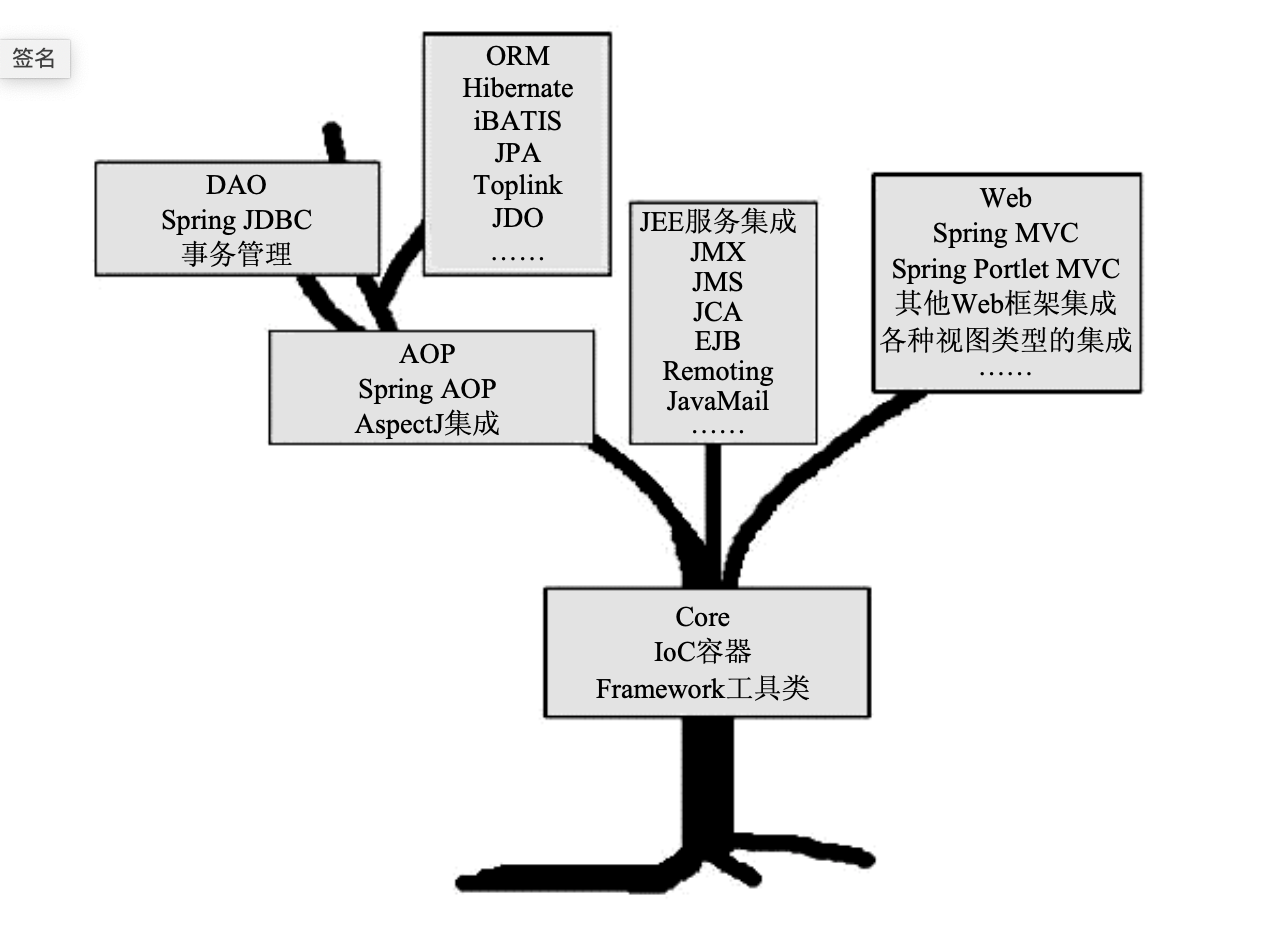 签名
ORM
Hibernate
iBATIS
JPA
Toplink
JDO
……
DAO
Spring JDBC
事务管理
AOP
Spring AOP
AspectJ集成
JEE服务集成
JMX
JMS
JCA
EJB
Remoting
JavaMail
……
Web
Spring MVC
Spring Portlet MVC
其他Web框架集成
各种视图类型的集成
……
Core
IoC容器
Framework工具类